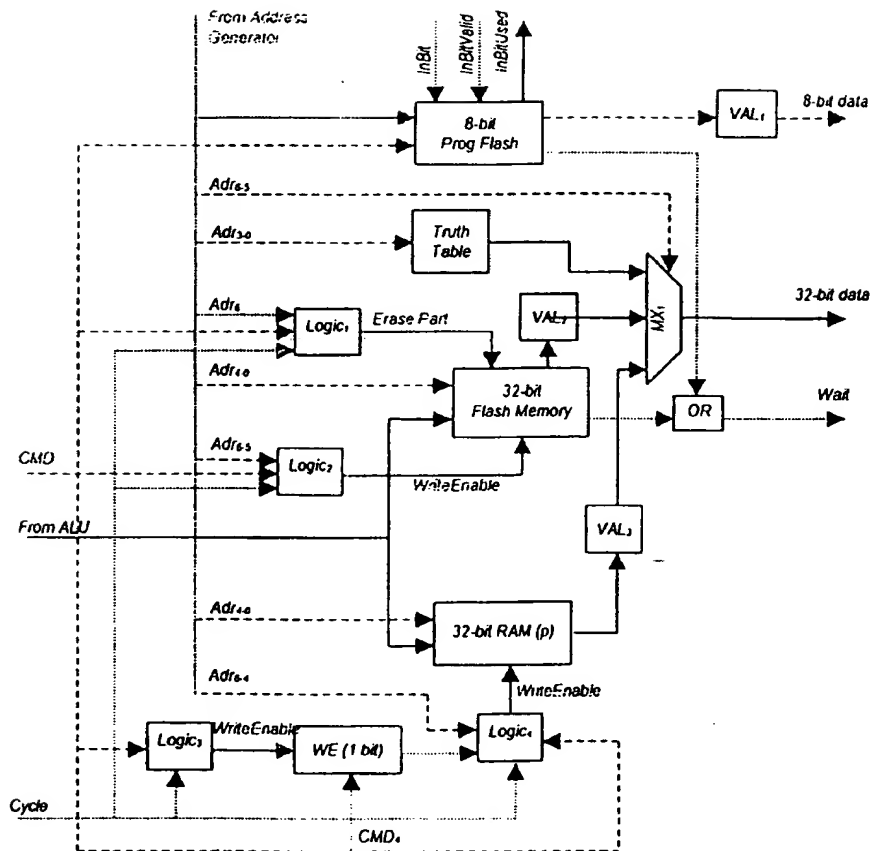 From Address
Generator
InBit
InBitValid
InBitUsed
8-bit
Prog Flash
VAL₁
8-bit data
Adr₆₋₅
Adr₃₋₀
Truth
Table
MX₁
32-bit data
Adr₆
Logic₁
Erase Part
VAL₂
Adr₄₋₀
32-bit
Flash Memory
OR
Wait
Adr₆₋₅
CMD
Logic₂
WriteEnable
From ALU
VAL₃
Adr₄₋₀
32-bit RAM (p)
Adr₆₋₄
WriteEnable
Logic₃
WriteEnable
WE (1 bit)
Logic₄
Cycle
CMD₄